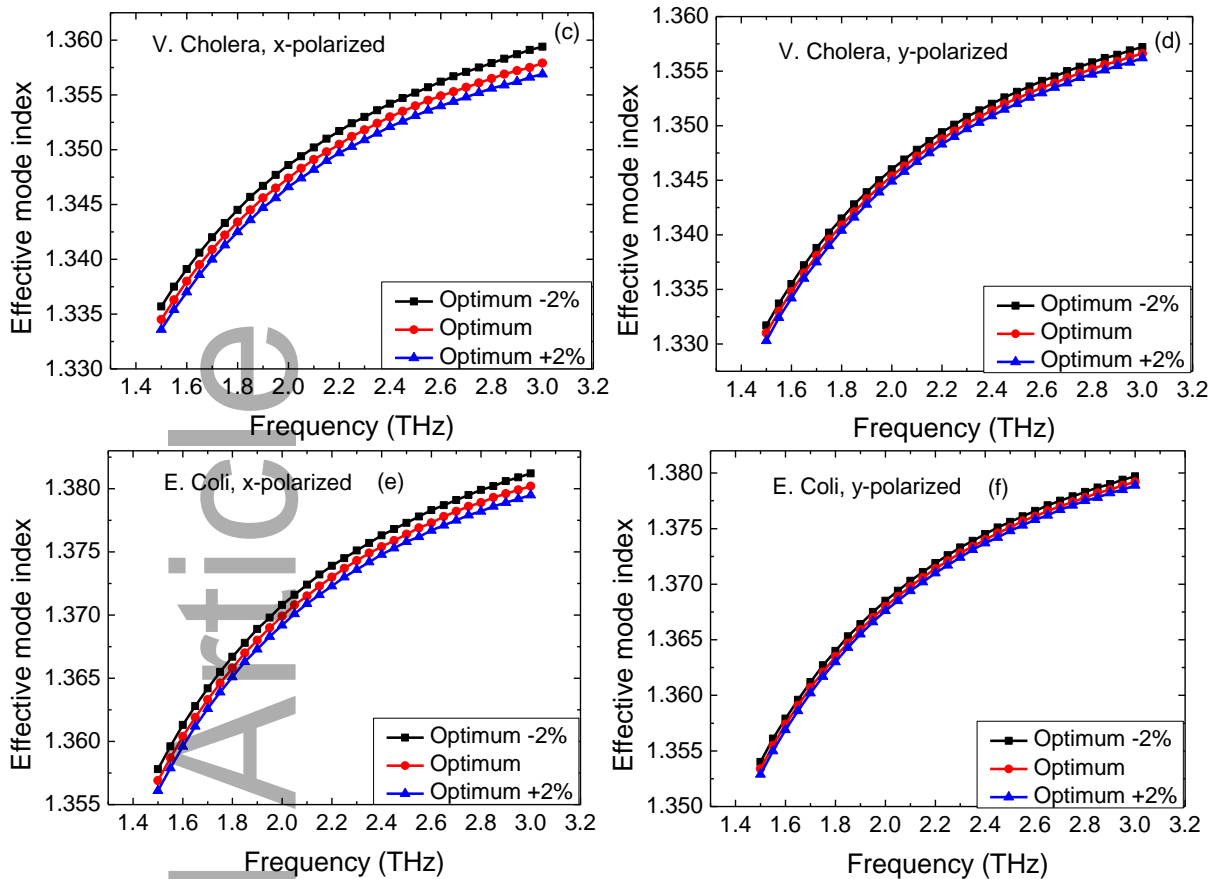 V. Cholera, x-polarized
(c)
Effective mode index
1.360
1.355
1.350
1.345
1.340
1.335
1.330
Optimum -2%
Optimum
Optimum +2%
1.4 1.6 1.8 2.0 2.2 2.4 2.6 2.8 3.0 3.2
Frequency (THz)
V. Cholera, y-polarized
(d)
Effective mode index
1.360
1.355
1.350
1.345
1.340
1.335
1.330
Optimum -2%
Optimum
Optimum +2%
1.4 1.6 1.8 2.0 2.2 2.4 2.6 2.8 3.0 3.2
Frequency (THz)
E. Coli, x-polarized (e)
Effective mode index
1.380
1.375
1.370
1.365
1.360
1.355
Optimum -2%
Optimum
Optimum +2%
1.4 1.6 1.8 2.0 2.2 2.4 2.6 2.8 3.0 3.2
Frequency (THz)
E. Coli, y-polarized (f)
Effective mode index
1.380
1.375
1.370
1.365
1.360
1.355
1.350
Optimum -2%
Optimum
Optimum +2%
1.4 1.6 1.8 2.0 2.2 2.4 2.6 2.8 3.0 3.2
Frequency (THz)
Article